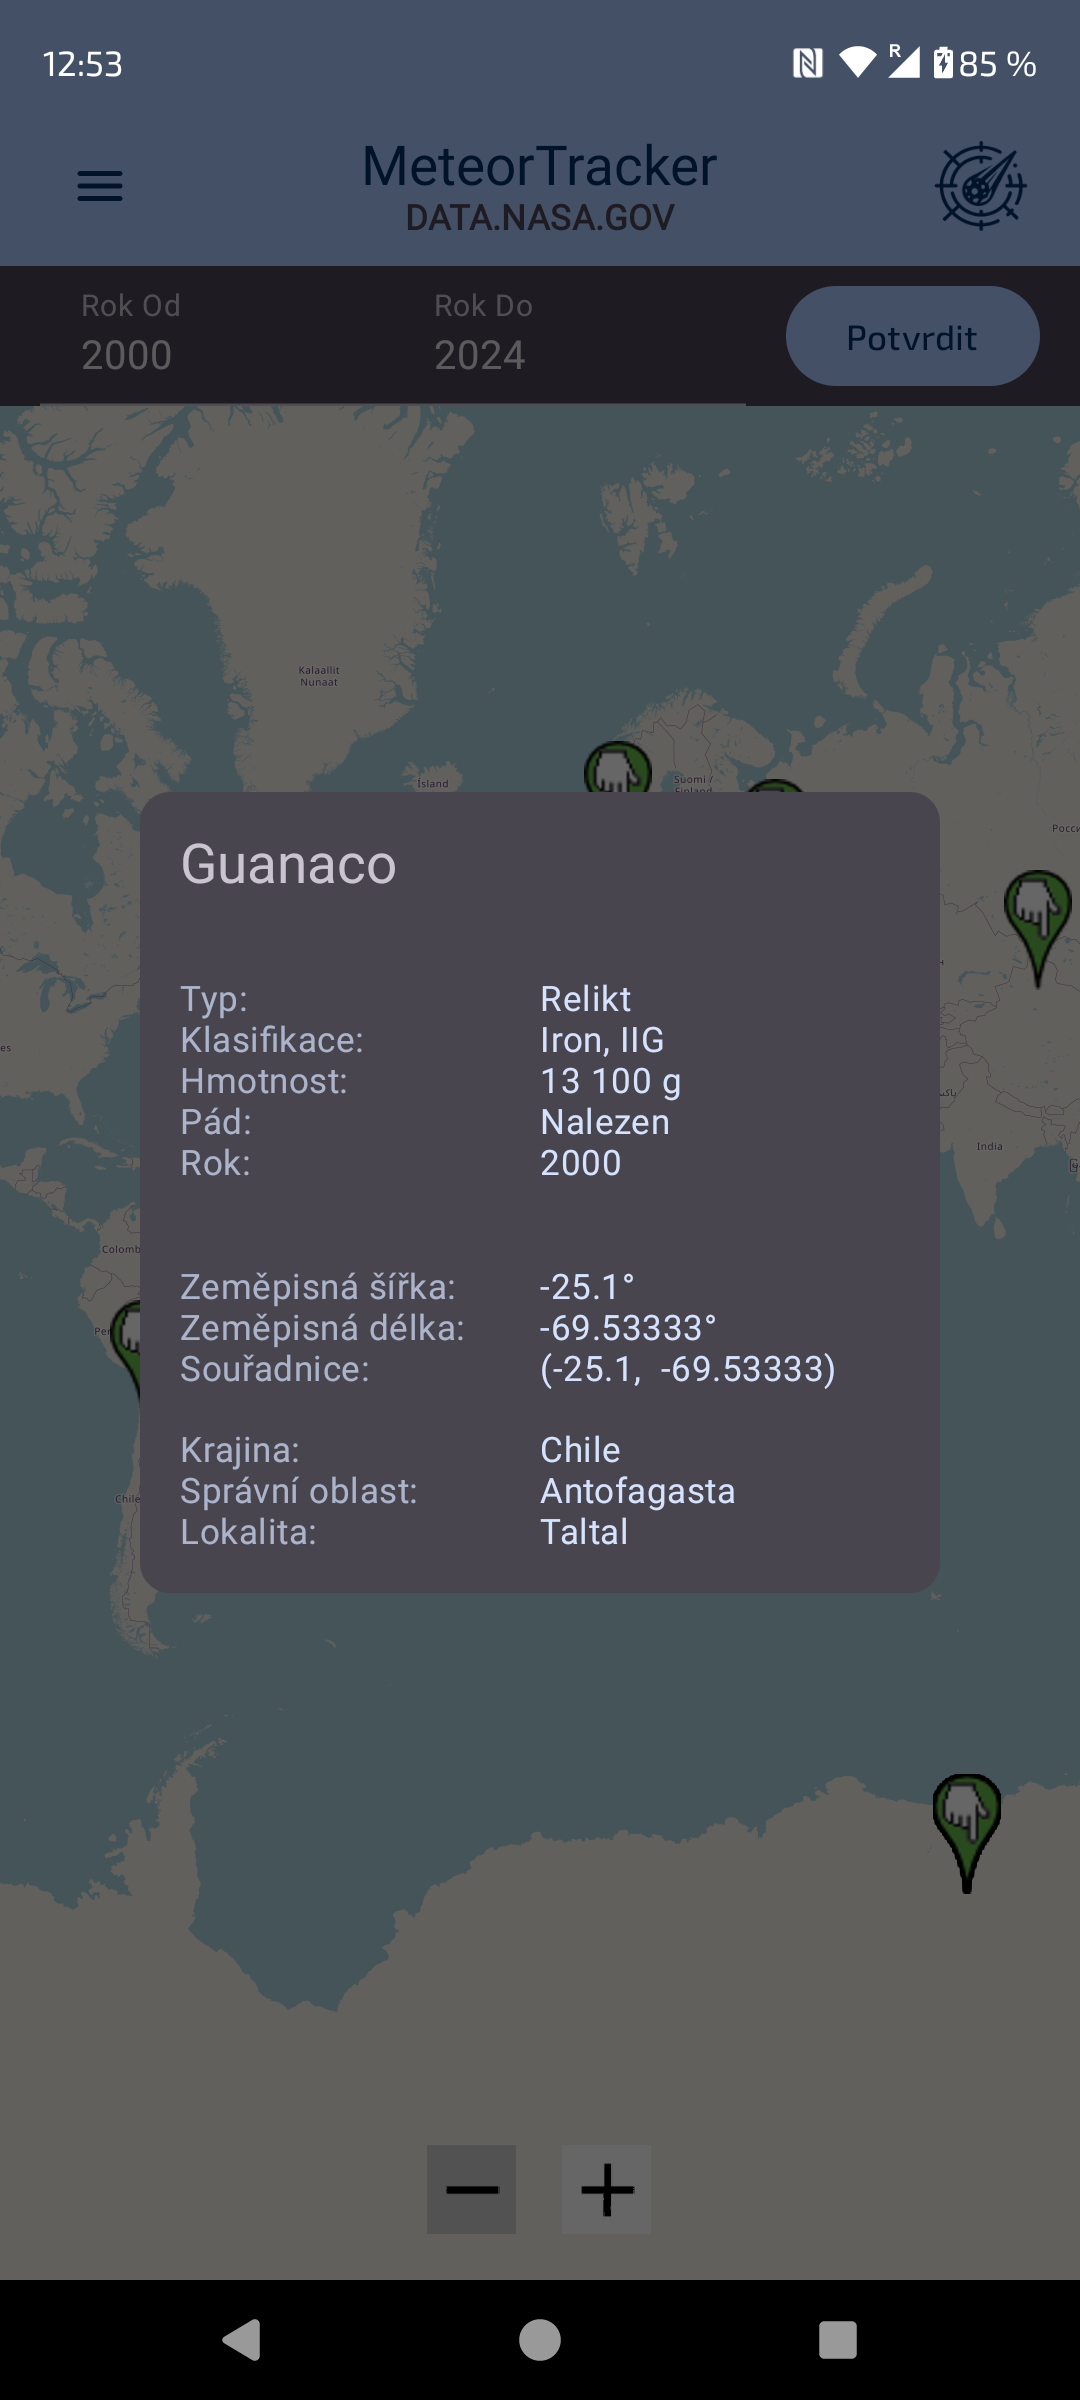 12:53
R
85 %
MeteorTracker
DATA.NASA.GOV
Rok Od
Rok Do
2000
2024
Potvrdit
Kalaallit
Nunaat
Ísland
Suomi /
Guanaco
Typ: Relikt
Klasifikace: Iron, IIG
Hmotnost: 13 100 g
Pád: Nalezen
Rok: 2000
Zeměpisná šířka: -25.1°
Zeměpisná délka: -69.53333°
Souřadnice: (-25.1, -69.53333)
Krajina: Chile
Správní oblast: Antofagasta
Lokalita: Taltal
India
Colomb
Chile